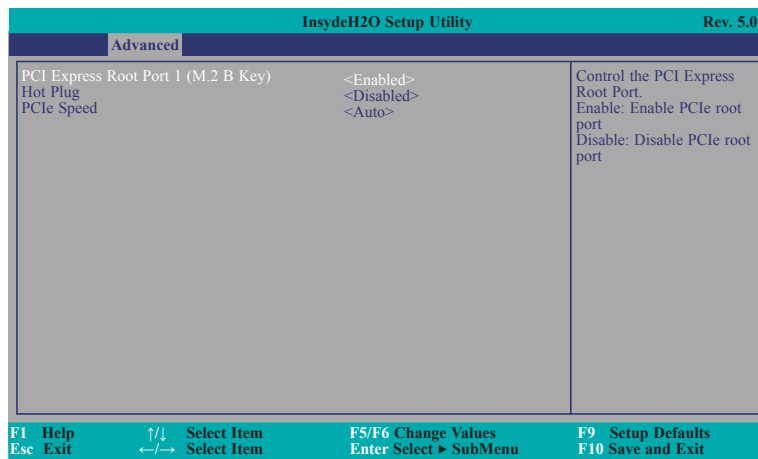 InsydeH2O Setup Utility Rev. 5.0
Advanced
PCI Express Root Port 1 (M.2 B Key) <Enabled>
Hot Plug <Disabled>
PCIe Speed <Auto>
Control the PCI Express
Root Port.
Enable: Enable PCIe root
port
Disable: Disable PCIe root
port
F1 Help ↑/↓ Select Item F5/F6 Change Values F9 Setup Defaults
Esc Exit ←/→ Select Item Enter Select ▶ SubMenu F10 Save and Exit